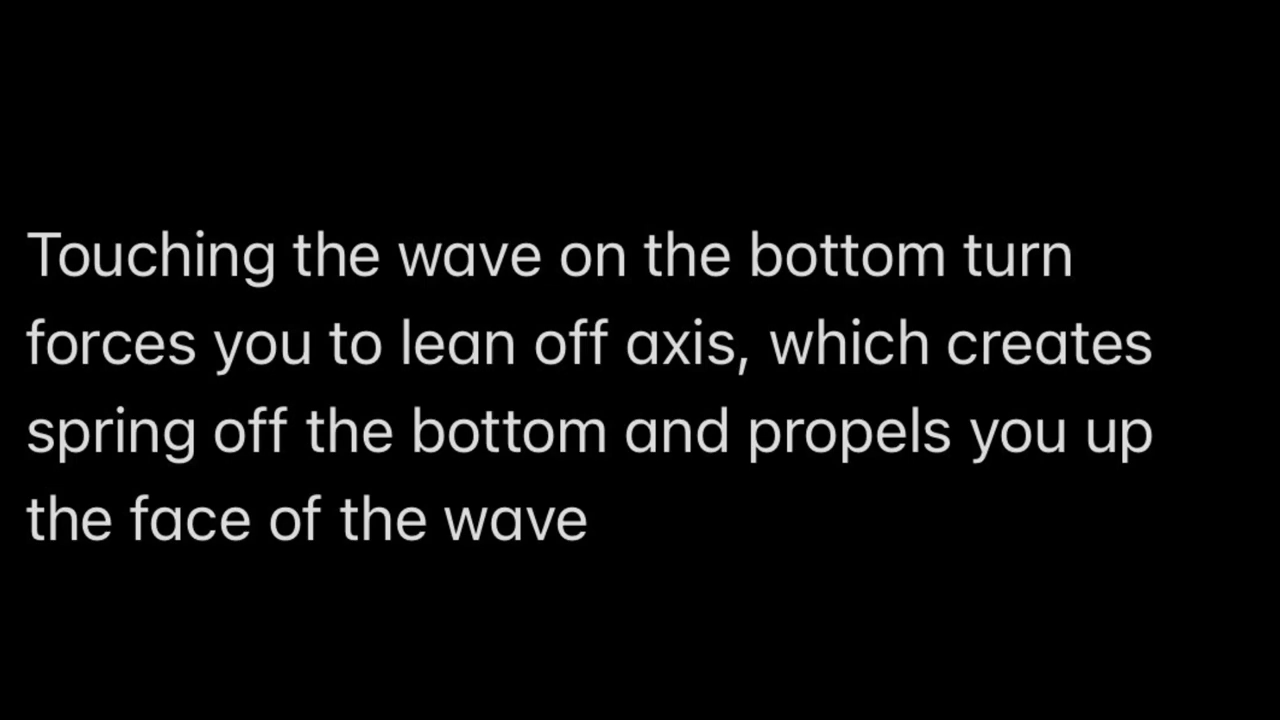 Touching the wave on the bottom turn
forces you to lean off axis, which creates
spring off the bottom and propels you up
the face of the wave